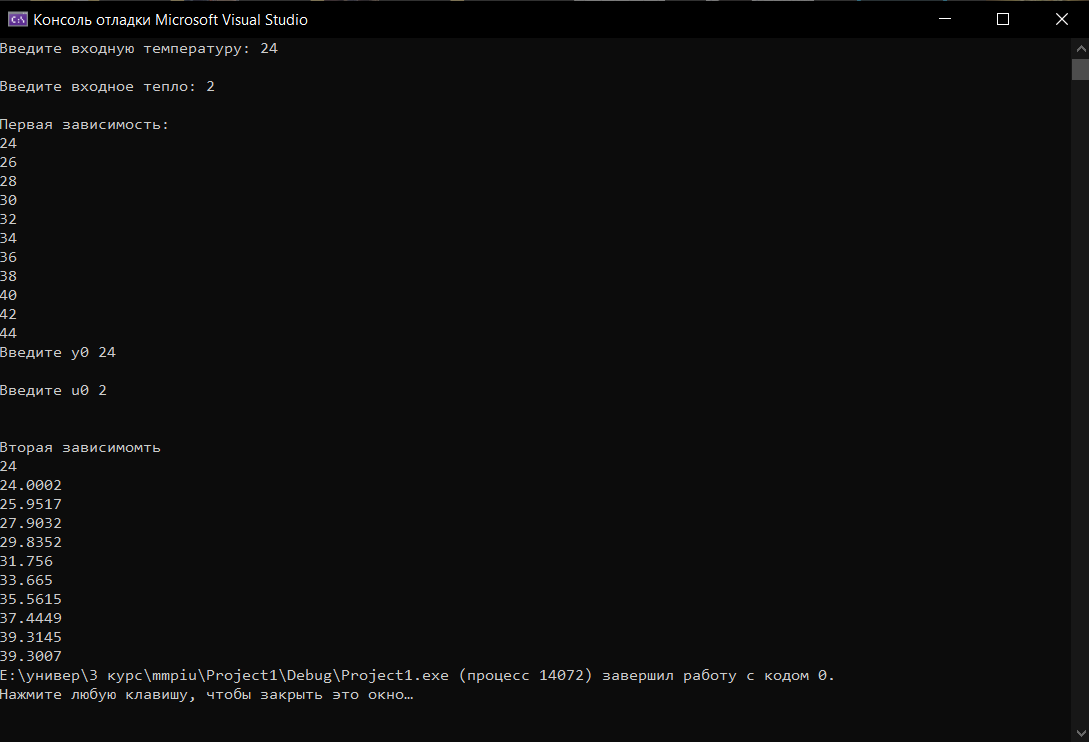 Консоль отладки Microsoft Visual Studio
Введите входную температуру: 24
Введите входное тепло: 2
Первая зависимость:
24
26
28
30
32
34
36
38
40
42
44
Введите y0 24
Введите u0 2
Вторая зависимомть
24
24.0002
25.9517
27.9032
29.8352
31.756
33.665
35.5615
37.4449
39.3145
39.3007
E:\универ\3 курс\mmpiu\Project1\Debug\Project1.exe (процесс 14072) завершил работу с кодом 0.
Нажмите любую клавишу, чтобы закрыть это окно…